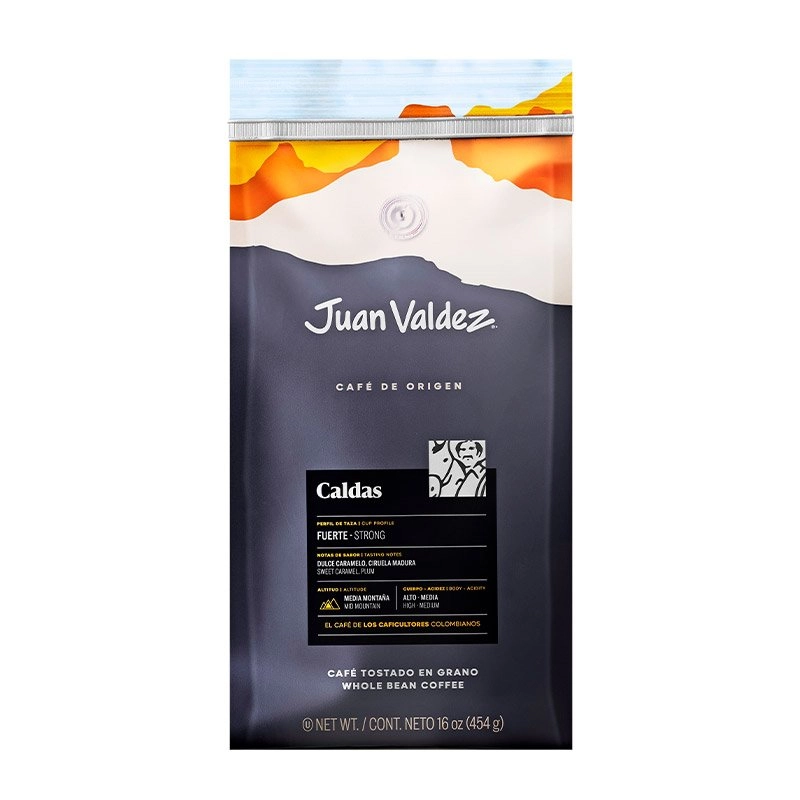 Juan Valdez®
CAFÉ DE ORIGEN
Caldas
PERFIL DE TAZA | CUP PROFILE
FUERTE - STRONG
NOTAS DE SABOR | TASTING NOTES
DULCE CARAMELO, CIRUELA MADURA
SWEET CARAMEL, PLUM
ALTITUD | ALTITUDE
MEDIA MONTAÑA
MID MOUNTAIN
CUERPO - ACIDEZ | BODY - ACIDITY
ALTO - MEDIA
HIGH - MEDIUM
EL CAFÉ DE LOS CAFICULTORES COLOMBIANOS
CAFÉ TOSTADO EN GRANO
WHOLE BEAN COFFEE
Ⓤ NET WT. / CONT. NETO 16 oz (454 g)